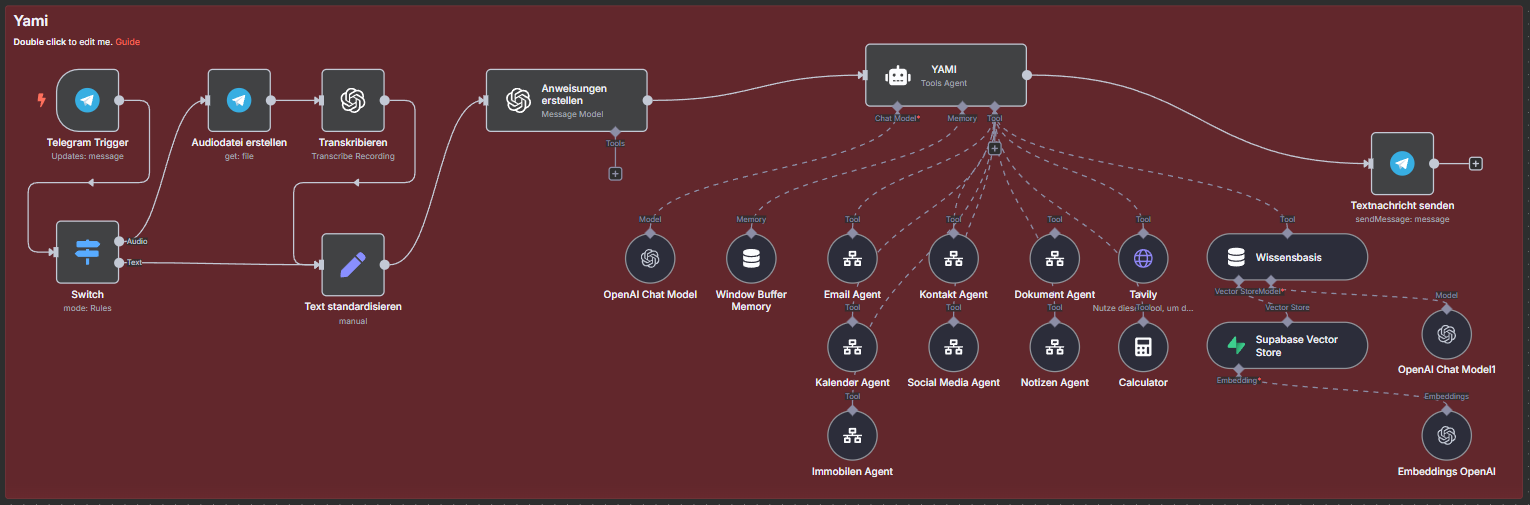 Yami
Double click to edit me. Guide
Telegram Trigger
Updates: message
Audiodatei erstellen
get: file
Transkribieren
Transcribe Recording
Anweisungen
erstellen
Message Model
Tools
YAMI
Tools Agent
Chat Model*
Memory
Tool
Textnachricht senden
sendMessage: message
Switch
mode: Rules
Audio
Text
Text standardisieren
manual
Model
OpenAI Chat Model
Memory
Window Buffer
Memory
Tool
Email Agent
Tool
Kontakt Agent
Tool
Dokument Agent
Tool
Tavily
Nutze dieses Tool, um d...
Tool
Wissensbasis
Vector Store
Model*
Tool
Kalender Agent
Tool
Social Media Agent
Tool
Notizen Agent
Tool
Calculator
Vector Store
Supabase Vector
Store
Embedding*
Model
OpenAI Chat Model1
Tool
Immobilen Agent
Embeddings
Embeddings OpenAI